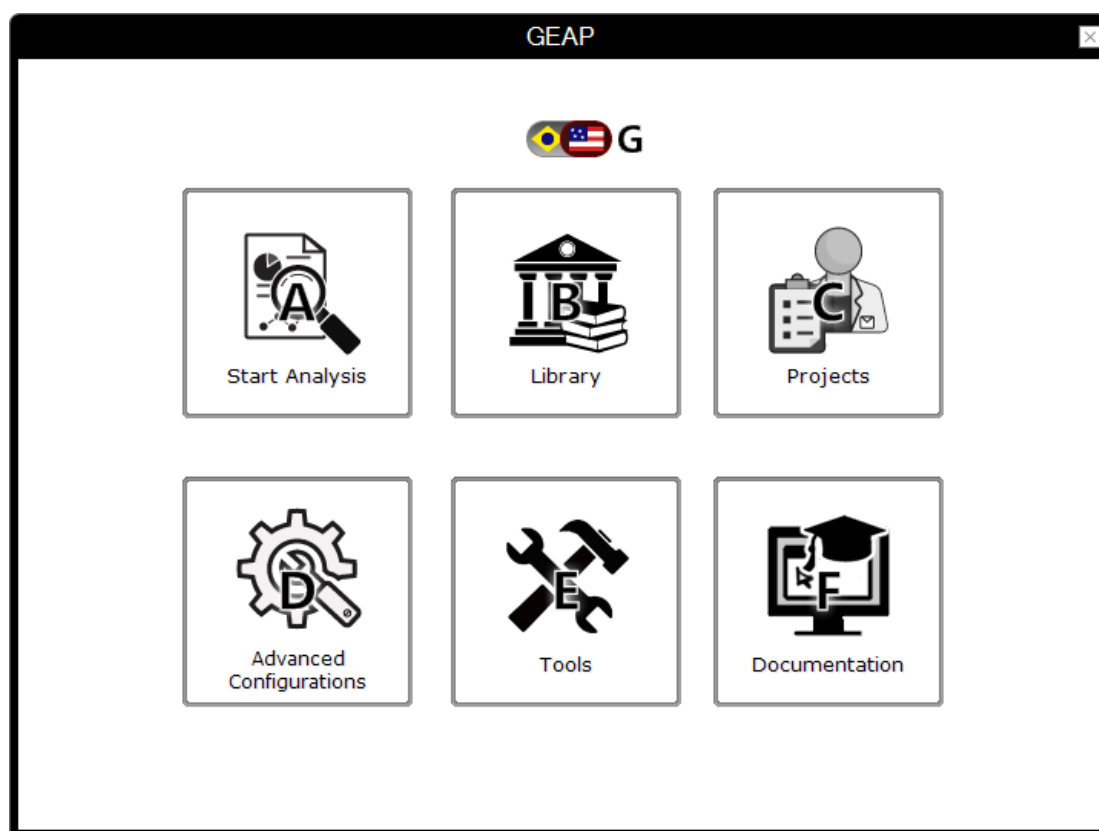 GEAP
G
A
B
C
Start Analysis
Library
Projects
D
E
F
Advanced
Configurations
Tools
Documentation